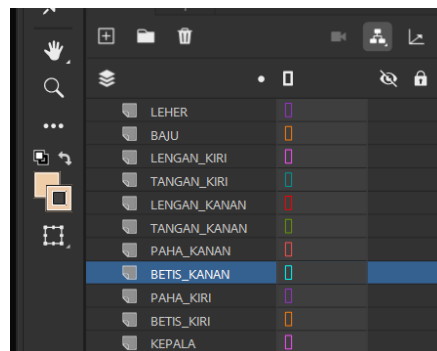 LEHER
BAJU
LENGAN_KIRI
TANGAN_KIRI
LENGAN_KANAN
TANGAN_KANAN
PAHA_KANAN
BETIS_KANAN
PAHA_KIRI
BETIS_KIRI
KEPALA